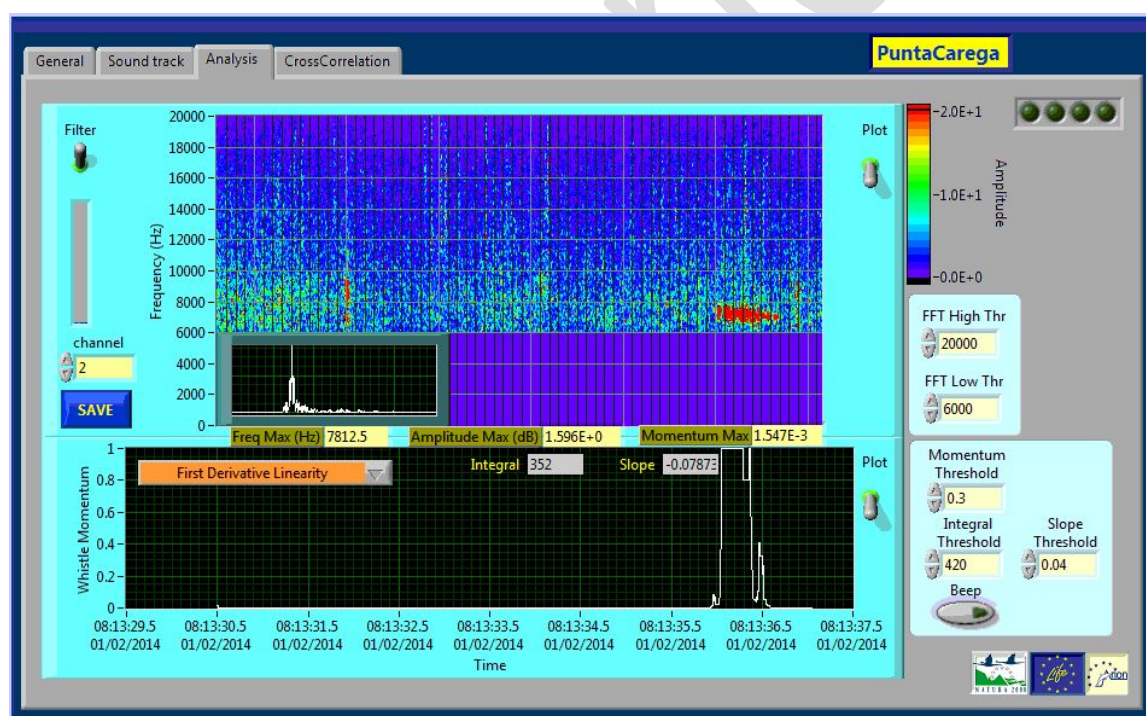 PuntaCarega
General Sound track Analysis CrossCorrelation
Filter
channel
2
SAVE
Frequency (Hz)
20000
18000
16000
14000
12000
10000
8000
6000
4000
2000
0
Plot
2.0E+1
1.0E+1
0.0E+0
Amplitude
FFT High Thr
20000
FFT Low Thr
6000
Freq Max (Hz) 7812.5 Amplitude Max (dB) 1.596E+0 Momentum Max 1.547E-3
First Derivative Linearity
Integral 352 Slope -0.07873
Plot
Whistle Momentum
1
0.8
0.6
0.4
0.2
0
08:13:29.5 08:13:30.5 08:13:31.5 08:13:32.5 08:13:33.5 08:13:34.5 08:13:35.5 08:13:36.5 08:13:37.5
01/02/2014 01/02/2014 01/02/2014 01/02/2014 01/02/2014 01/02/2014 01/02/2014 01/02/2014 01/02/2014
Time
Momentum
Threshold
0.3
Integral
Threshold
420
Slope
Threshold
0.04
Beep
NATURA 2000
Life